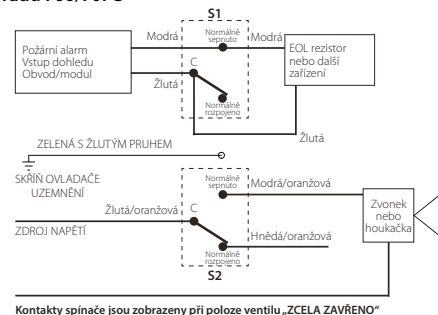 S1
Požární alarm
Vstup dohledu
Obvod/modul
Modrá
Normálně
sepnuto
Modrá
EOL rezistor
nebo další
zařízení
C
Žlutá
Normálně
rozpojeno
Žlutá
ZELENÁ S ŽLUTÝM PRUHEM
SKŘÍŇ OVLADAČE
UZEMNĚNÍ
Normálně
sepnuto
Modrá/oranžová
Žlutá/oranžová
C
Zvonek
nebo
houkačka
ZDROJ NAPĚTÍ
Hnědá/oranžová
Normálně
rozpojeno
S2
Kontakty spínače jsou zobrazeny při poloze ventilu „ZCELA ZAVŘENO“